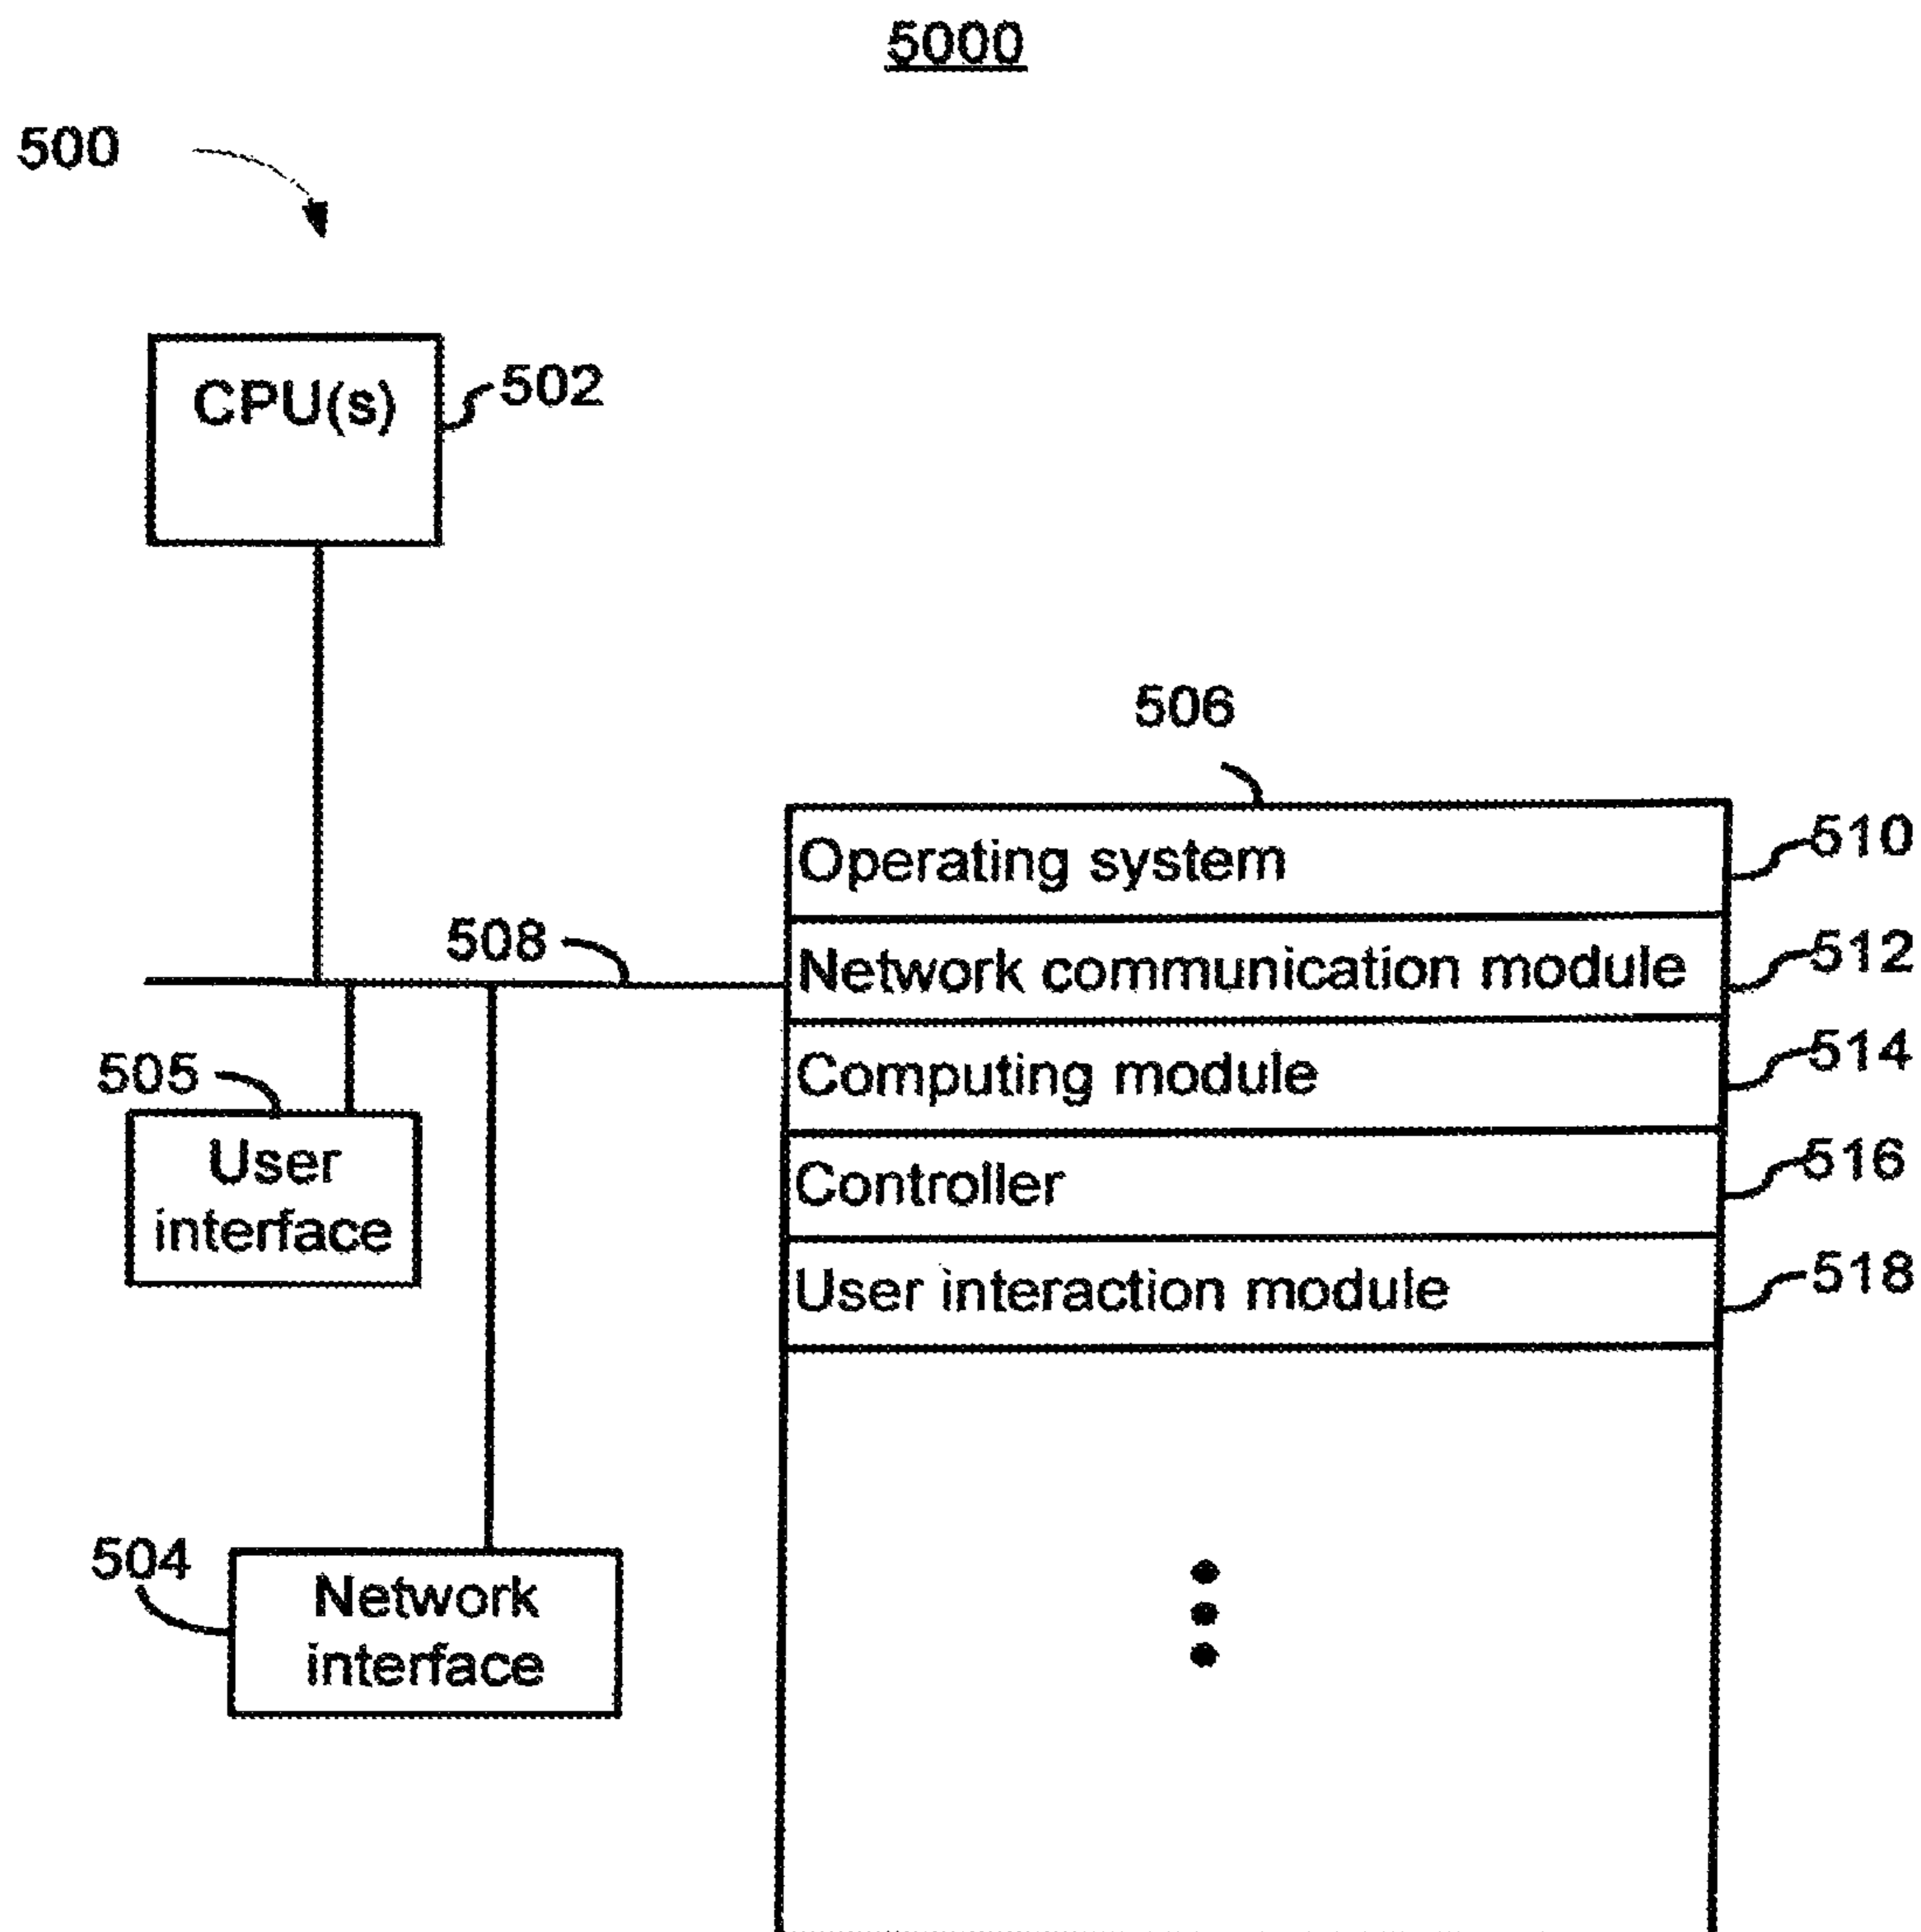 5000
500
CPU(s)
502
506
Operating system
510
508
Network communication module
512
Computing module
514
505
User
interface
Controller
516
User interaction module
518
504
Network
interface